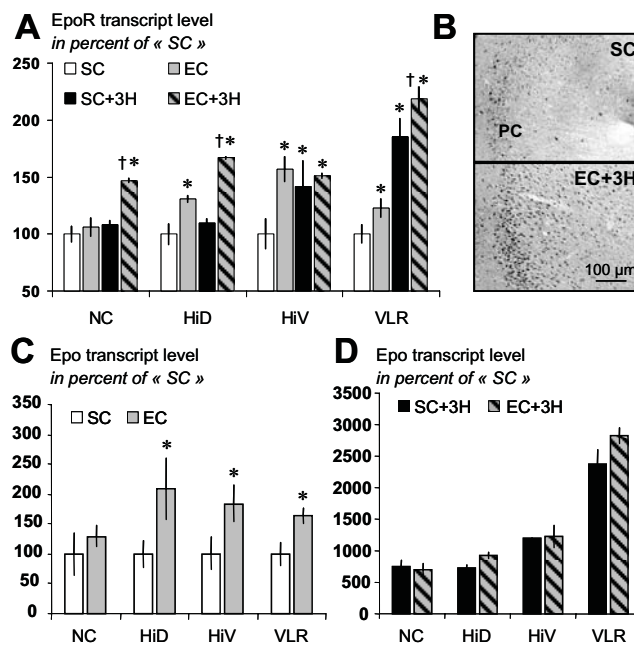 A
EpoR transcript level
in percent of « SC »
250
200
150
100
50
SC
EC
SC+3H
EC+3H
†*
*
†*
*
*
*
*
*
†*
NC
HiD
HiV
VLR
B
SC
PC
EC+3H
100 µm
C
Epo transcript level
in percent of « SC »
350
300
250
200
150
100
50
0
SC
EC
*
*
*
NC
HiD
HiV
VLR
D
Epo transcript level
in percent of « SC »
3500
3000
2500
2000
1500
1000
500
0
SC+3H
EC+3H
NC
HiD
HiV
VLR